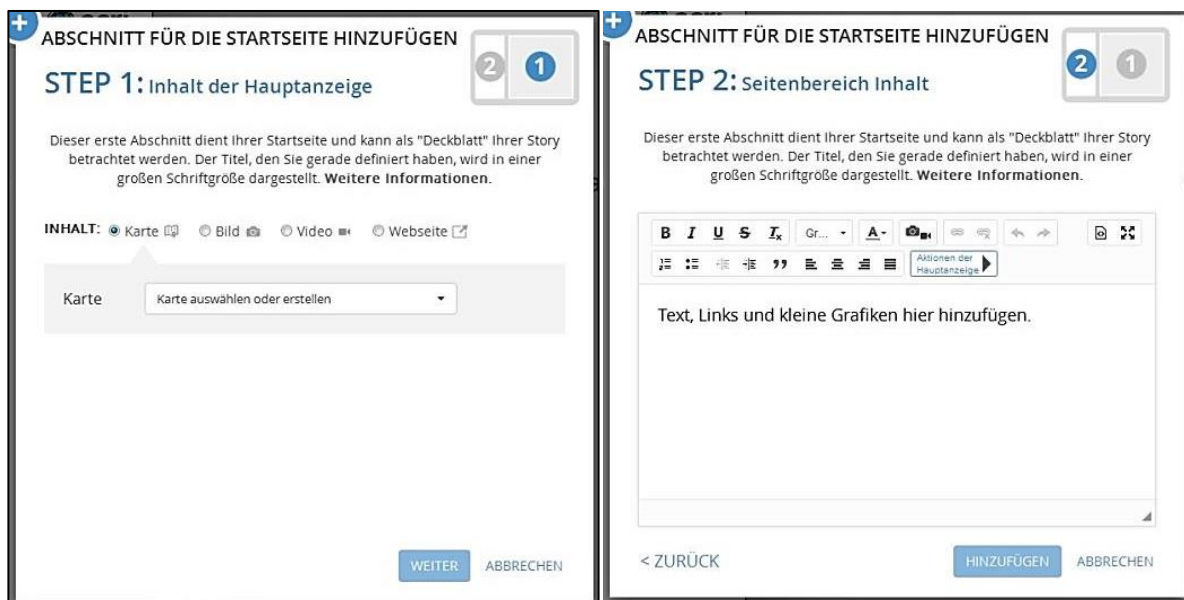 ABSCHNITT FÜR DIE STARTSEITE HINZUFÜGEN
STEP 1: Inhalt der Hauptanzeige
2 1
Dieser erste Abschnitt dient Ihrer Startseite und kann als "Deckblatt" Ihrer Story
betrachtet werden. Der Titel, den Sie gerade definiert haben, wird in einer
großen Schriftgröße dargestellt. Weitere Informationen.
INHALT: Karte Bild Video Webseite
Karte Karte auswählen oder erstellen
WEITER ABBRECHEN
ABSCHNITT FÜR DIE STARTSEITE HINZUFÜGEN
STEP 2: Seitenbereich Inhalt
2 1
Dieser erste Abschnitt dient Ihrer Startseite und kann als "Deckblatt" Ihrer Story
betrachtet werden. Der Titel, den Sie gerade definiert haben, wird in einer
großen Schriftgröße dargestellt. Weitere Informationen.
B I U S Ix Gr... A
Aktionen der
Hauptanzeige
Text, Links und kleine Grafiken hier hinzufügen.
< ZURÜCK HINZUFÜGEN ABBRECHEN